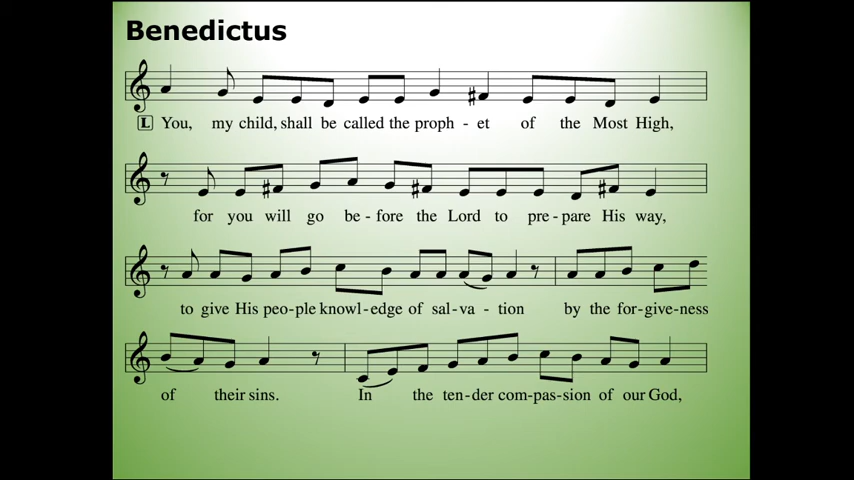 Benedictus
L You, my child, shall be called the proph - et of the Most High,
for you will go be - fore the Lord to pre - pare His way,
to give His peo - ple knowl - edge of sal - va - tion by the for - give - ness
of their sins. In the ten - der com - pas - sion of our God,